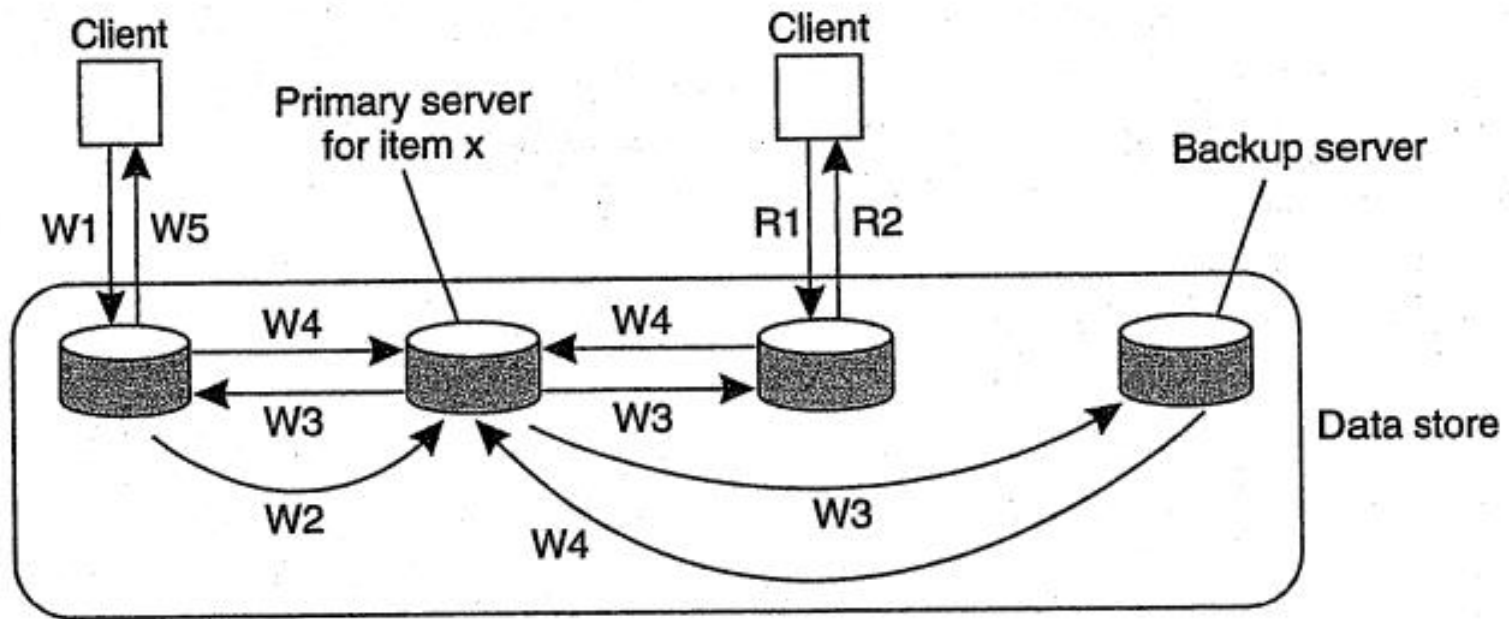 Client
Client
Primary server
for item x
Backup server
W1
W5
R1
R2
W4
W4
W3
W3
Data store
W2
W3
W4